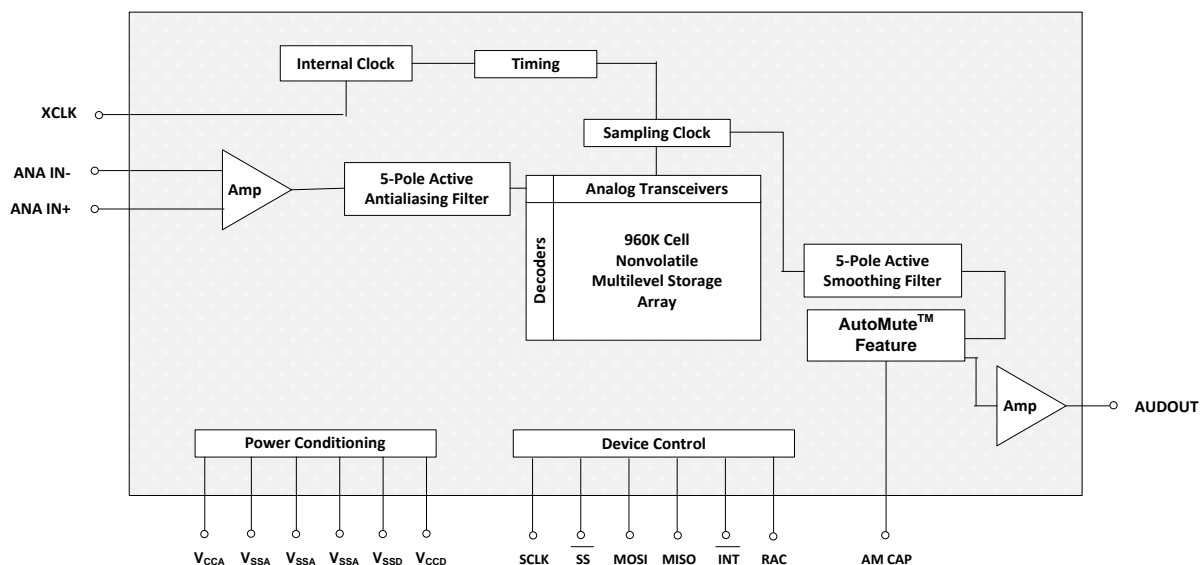 Internal Clock
Timing
XCLK
Sampling Clock
ANA IN-
ANA IN+
Amp
5-Pole Active
Antialiasing Filter
Decoders
Analog Transceivers
960K Cell
Nonvolatile
Multilevel Storage
Array
5-Pole Active
Smoothing Filter
AutoMute™
Feature
Amp
AUDOUT
Power Conditioning
Device Control
VCCA VSSA VSSA VSSA VSSD VCCD
SCLK S̅S̅ MOSI MISO I̅N̅T̅ RAC
AM CAP